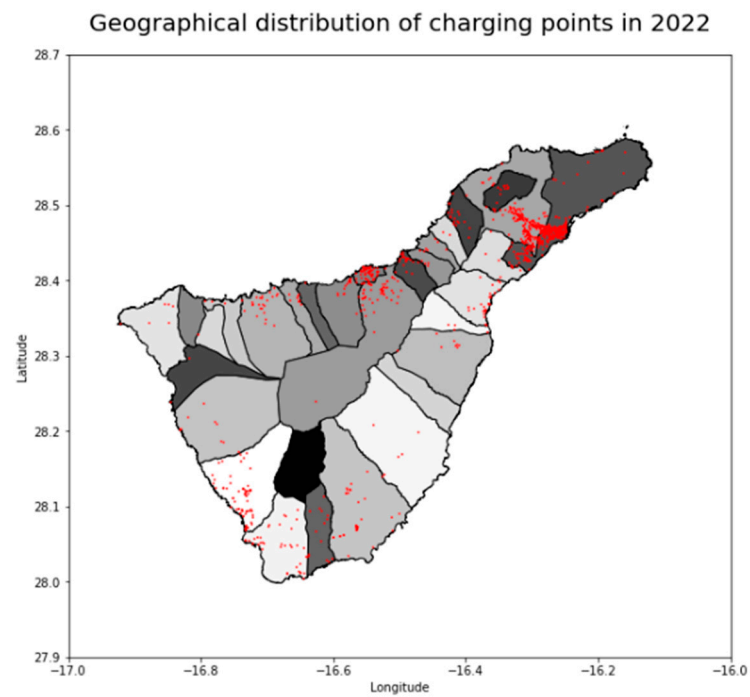 Geographical distribution of charging points in 2022
28.7
28.6
28.5
28.4
28.3
28.2
28.1
28.0
27.9
Latitude
−17.0 −16.8 −16.6 −16.4 −16.2 −16.0
Longitude